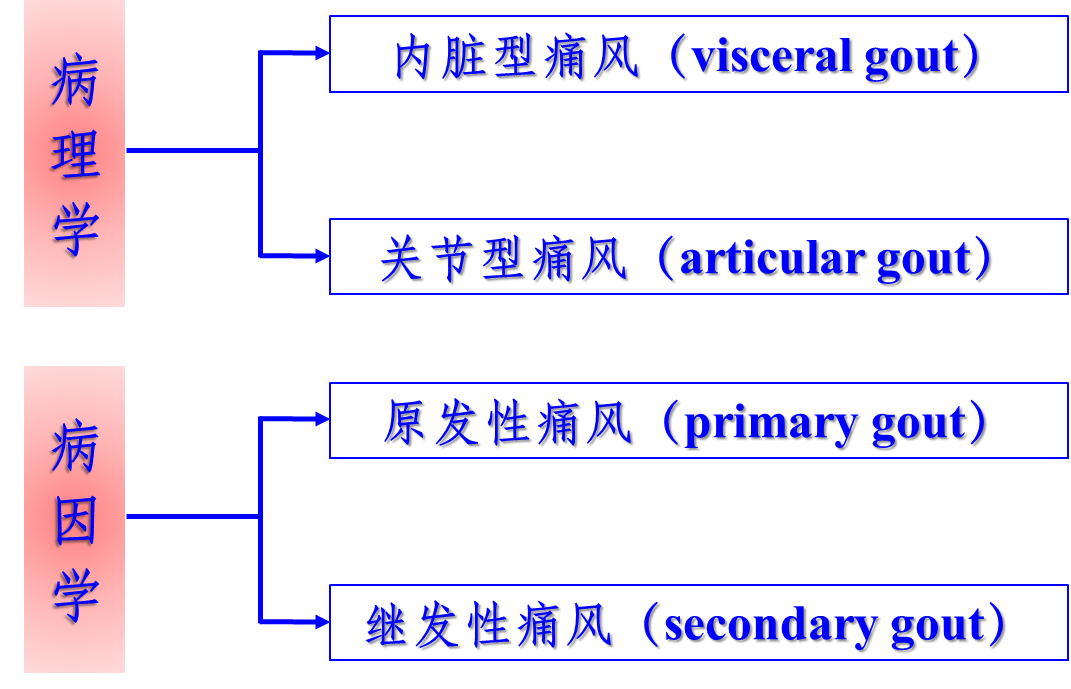 病理学
内脏型痛风（visceral gout）
关节型痛风（articular gout）
病因学
原发性痛风（primary gout）
继发性痛风（secondary gout）